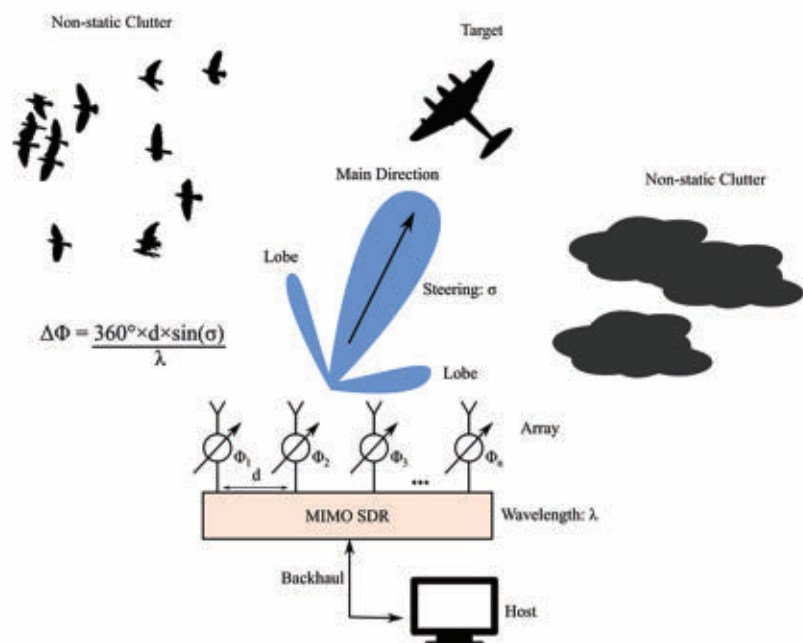 Non-static Clutter
Target
Main Direction
Non-static Clutter
Lobe
Steering: σ
ΔΦ = 360°×d×sin(σ)
λ
Lobe
Array
Φ1
Φ2
Φ3
Φn
d
...
MIMO SDR
Wavelength: λ
Backhaul
Host